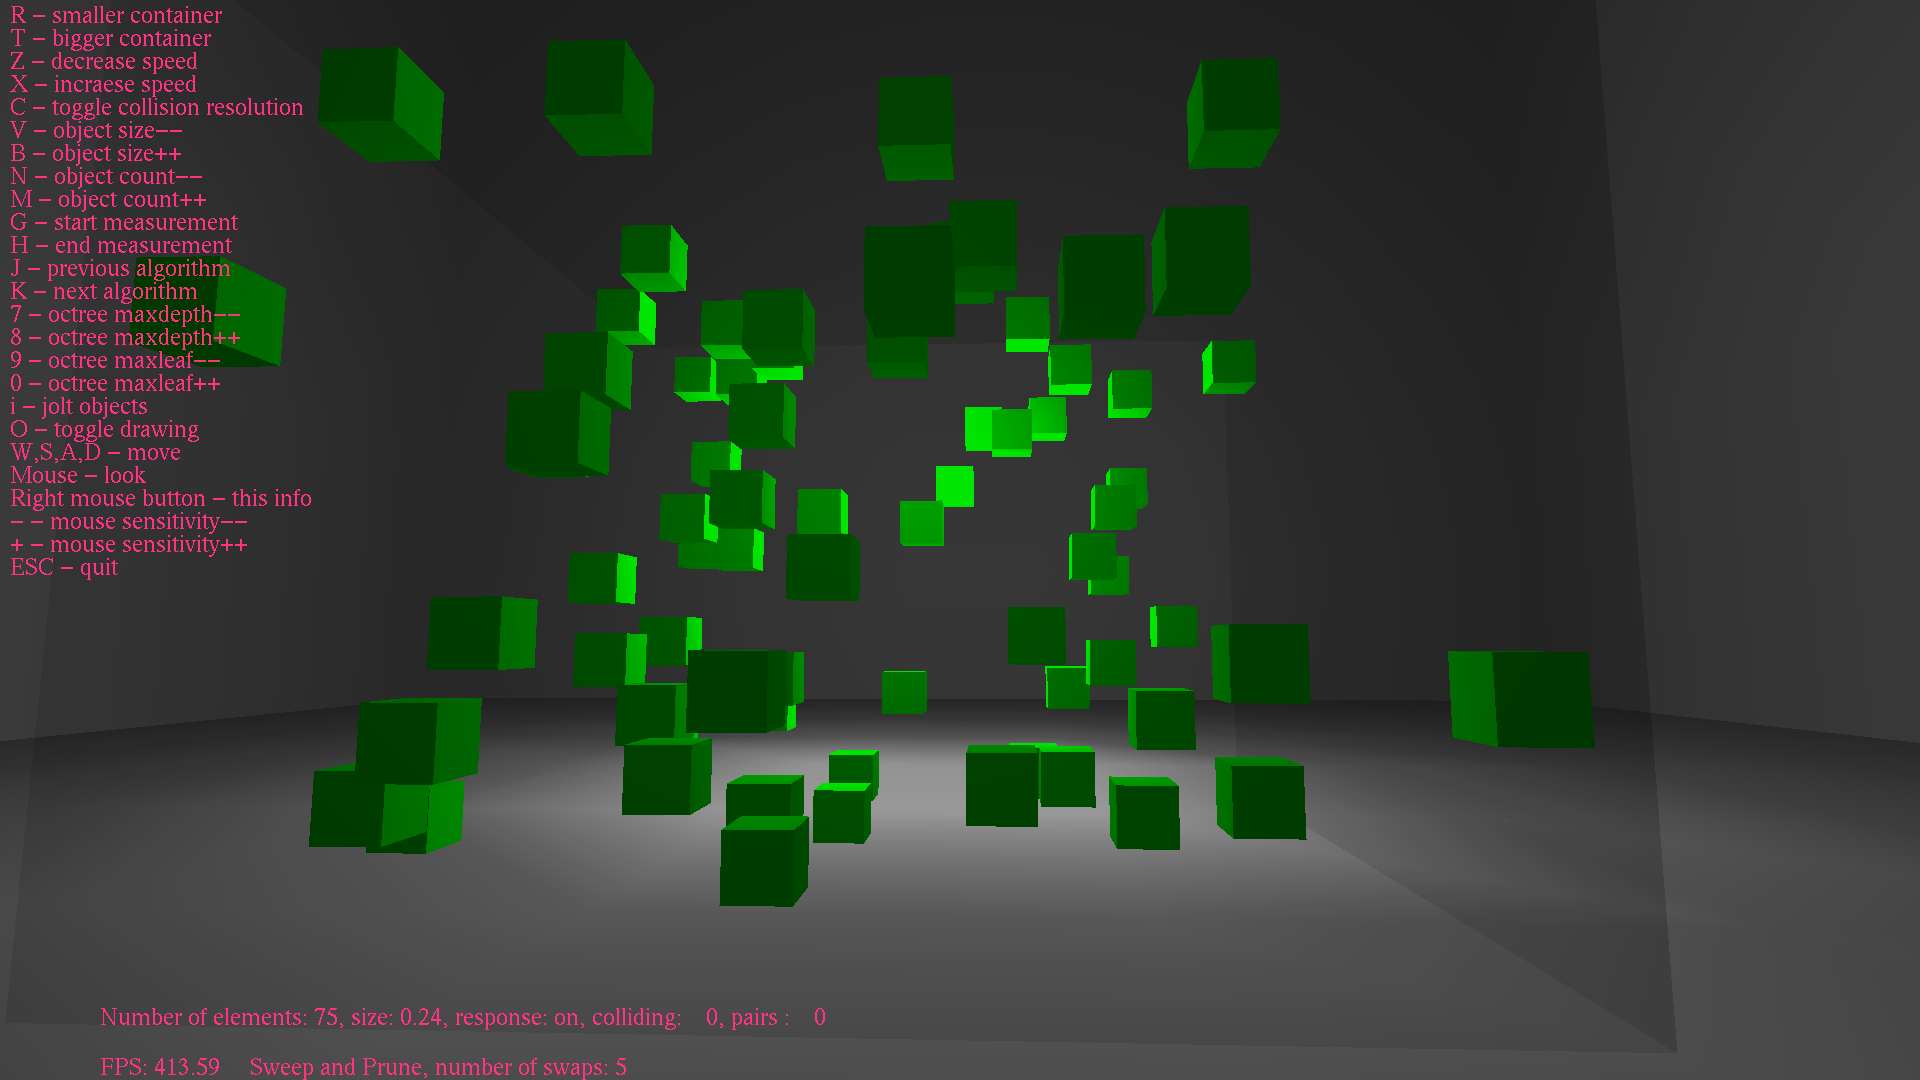 R – smaller container
T – bigger container
Z – decrease speed
X – incraese speed
C – toggle collision resolution
V – object size––
B – object size++
N – object count––
M – object count++
G – start measurement
H – end measurement
J – previous algorithm
K – next algorithm
7 – octree maxdepth––
8 – octree maxdepth++
9 – octree maxleaf––
0 – octree maxleaf++
i – jolt objects
O – toggle drawing
W,S,A,D – move
Mouse – look
Right mouse button – this info
– – mouse sensitivity––
+ – mouse sensitivity++
ESC – quit
Number of elements: 75, size: 0.24, response: on, colliding: 0, pairs : 0
FPS: 413.59 Sweep and Prune, number of swaps: 5